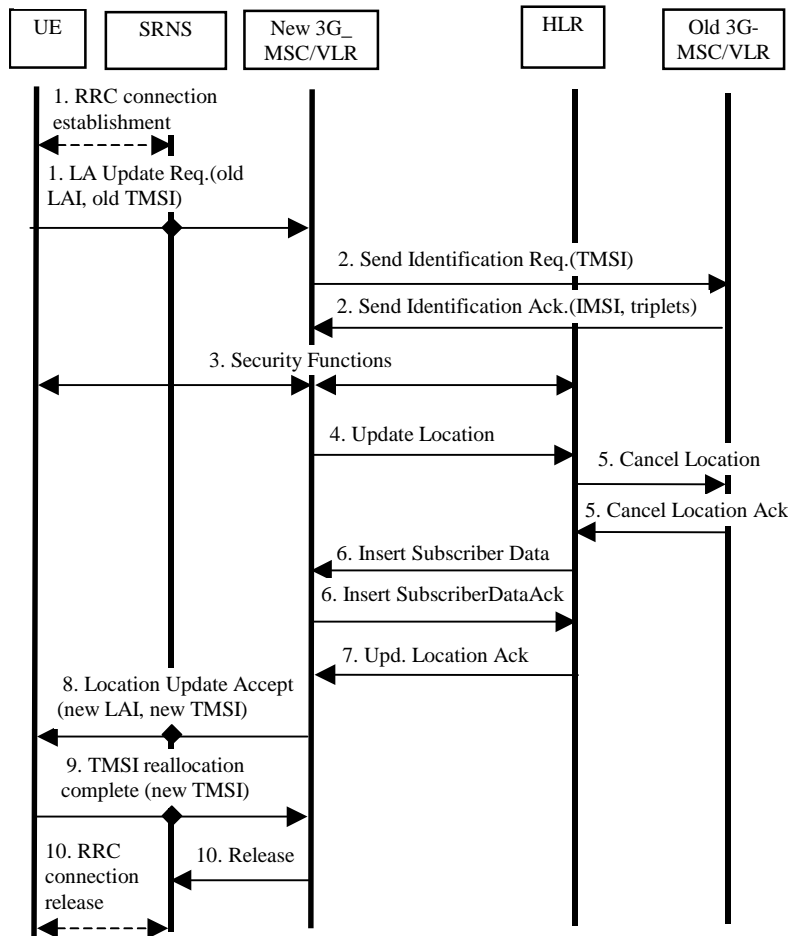 UE
SRNS
New 3G_
MSC/VLR
HLR
Old 3G-
MSC/VLR
1. RRC connection
establishment
1. LA Update Req.(old
LAI, old TMSI)
2. Send Identification Req.(TMSI)
2. Send Identification Ack.(IMSI, triplets)
3. Security Functions
4. Update Location
5. Cancel Location
5. Cancel Location Ack
6. Insert Subscriber Data
6. Insert SubscriberDataAck
7. Upd. Location Ack
8. Location Update Accept
(new LAI, new TMSI)
9. TMSI reallocation
complete (new TMSI)
10. RRC
connection
release
10. Release